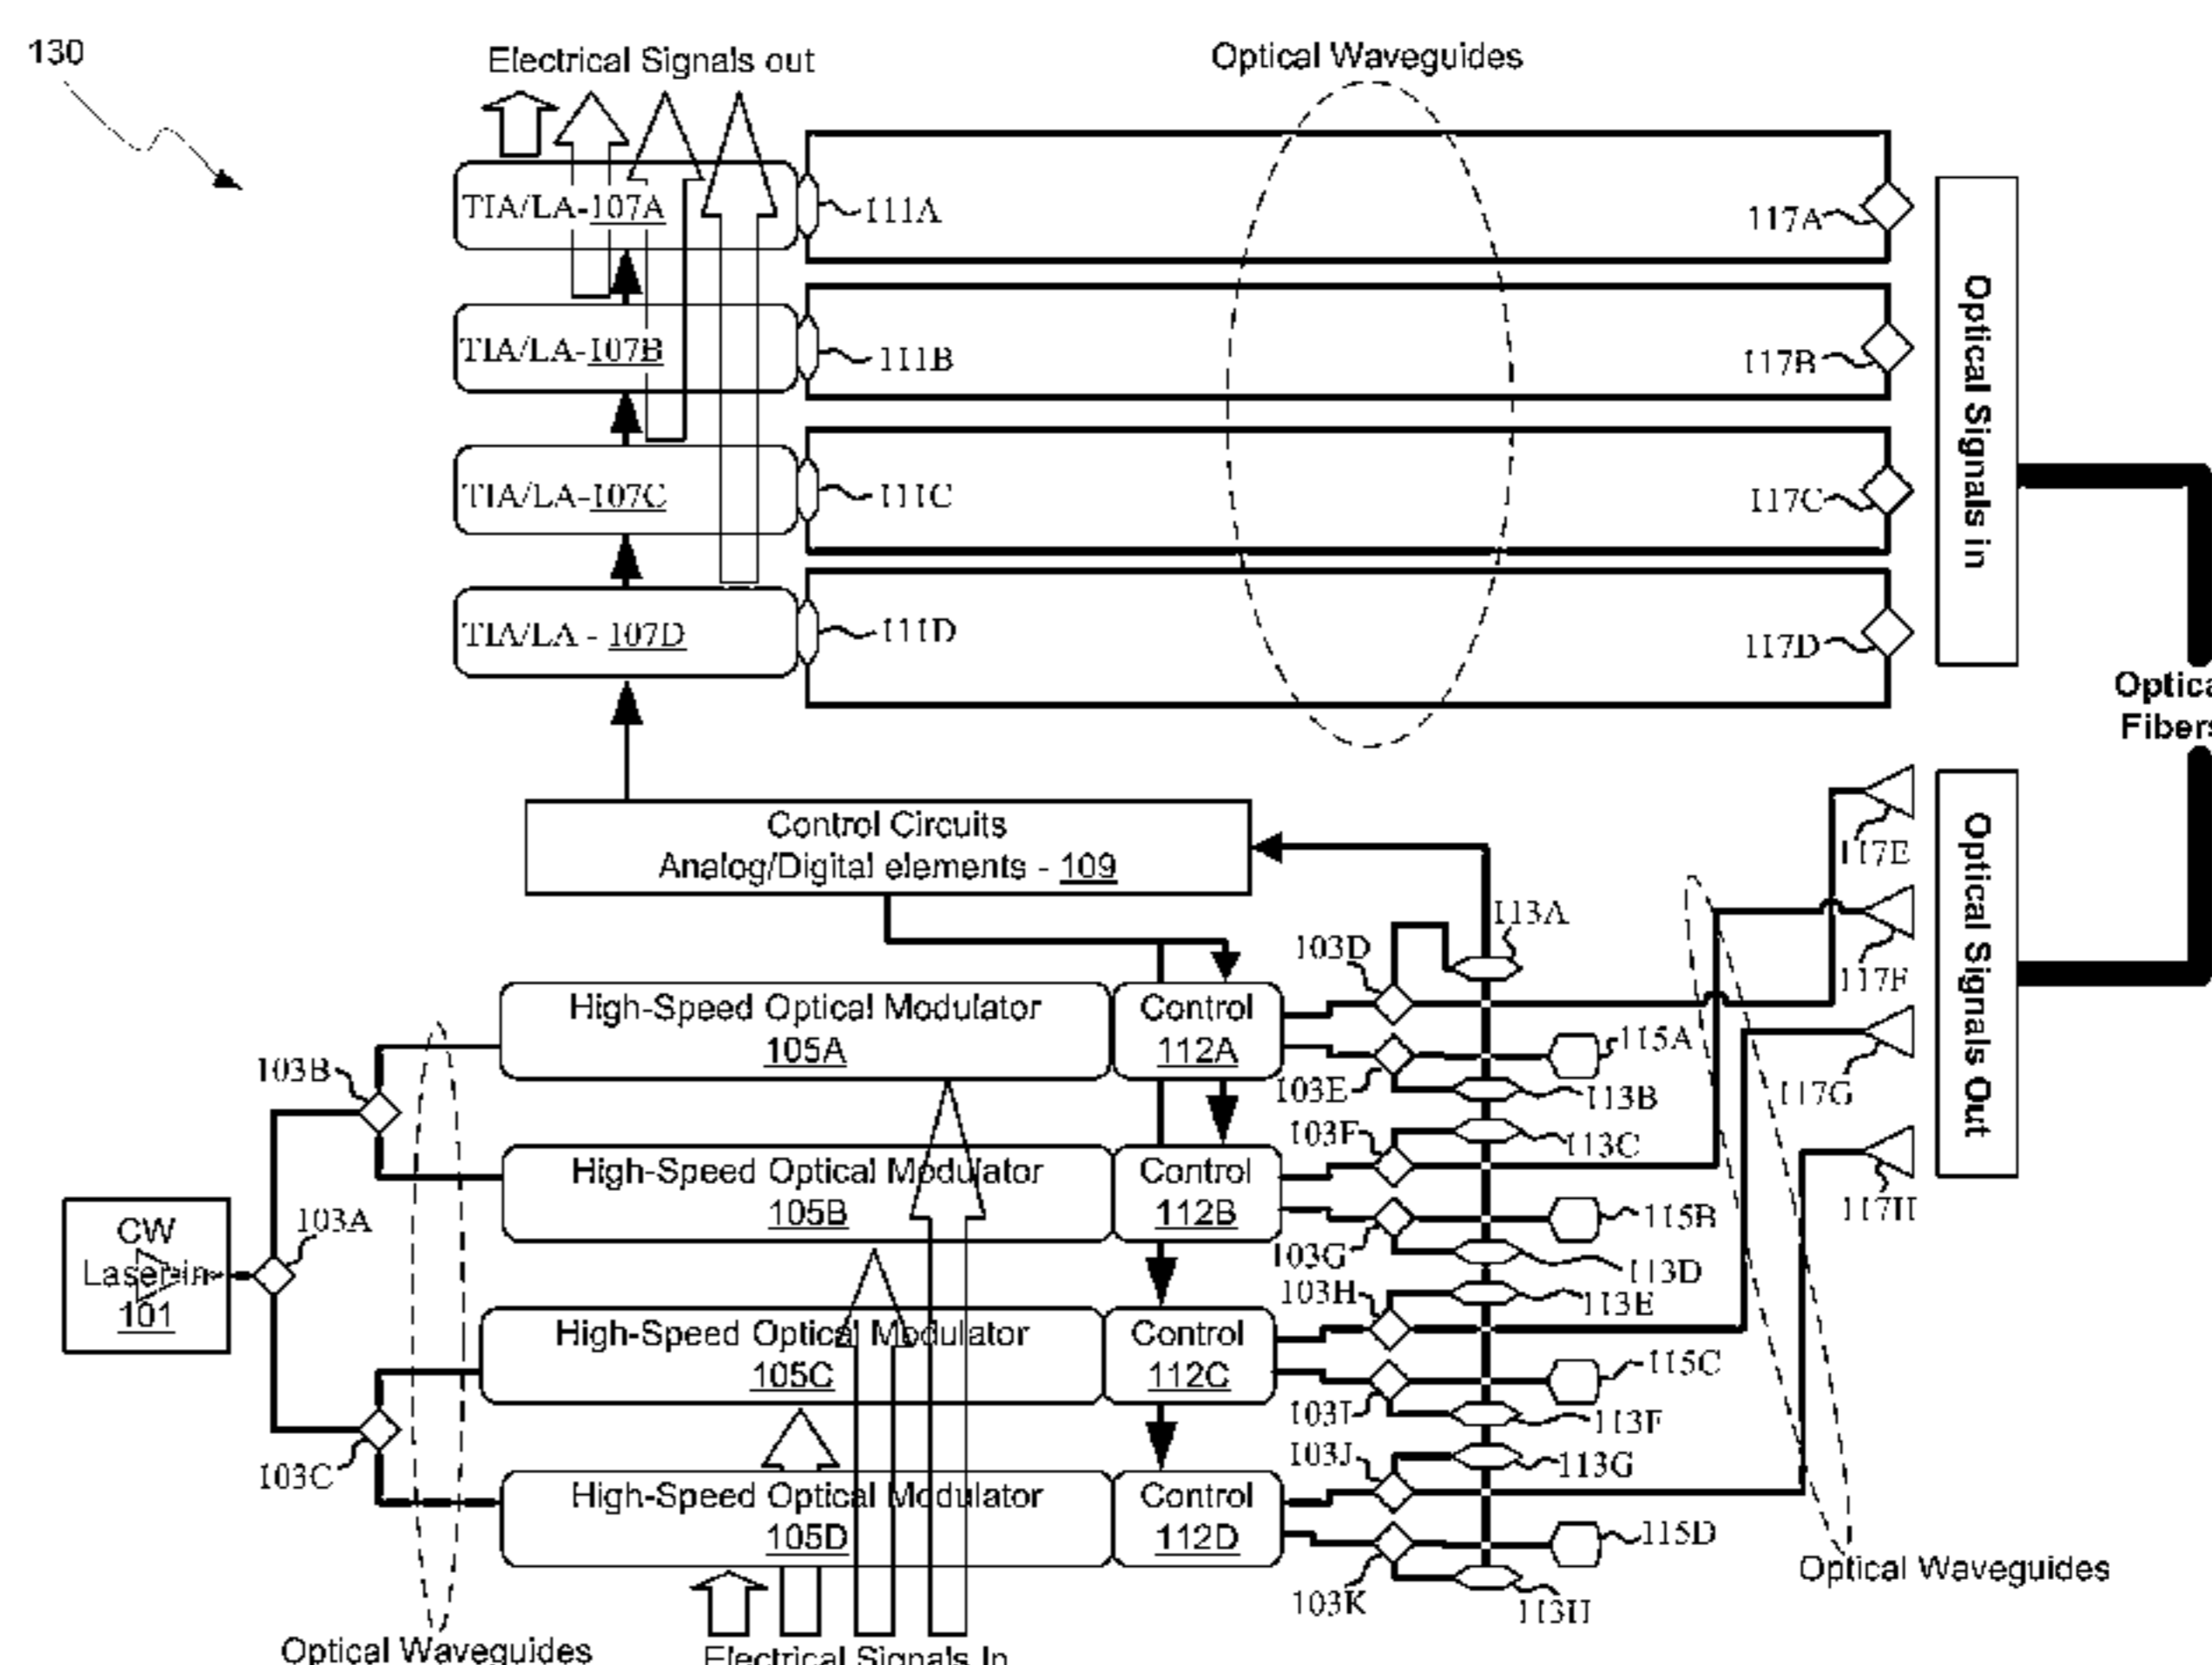 130
Electrical Signals out
Optical Waveguides
TIA/LA-107A
111A
117A
TIA/LA-107B
111B
117B
TIA/LA-107C
111C
117C
TIA/LA - 107D
111D
117D
Optical Signals in
Optica
Fibers
Control Circuits
Analog/Digital elements - 109
117E
117F
117G
117H
Optical Signals Out
113A
103D
High-Speed Optical Modulator
105A
Control
112A
115A
103E
113B
103B
103F
113C
High-Speed Optical Modulator
105B
Control
112B
115B
103G
113D
CW
Laser in
101
103A
103H
113E
High-Speed Optical Modulator
105C
Control
112C
115C
103I
113F
103C
103J
113G
High-Speed Optical Modulator
105D
Control
112D
115D
103K
113H
Optical Waveguides
Optical Waveguides
Electrical Signals In